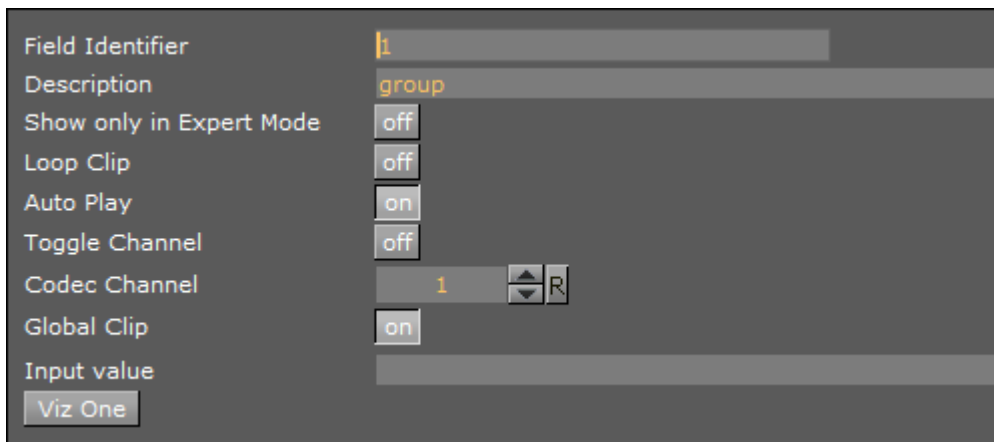 Field Identifier 1
Description group
Show only in Expert Mode off
Loop Clip off
Auto Play on
Toggle Channel off
Codec Channel 1 R
Global Clip on
Input value
Viz One